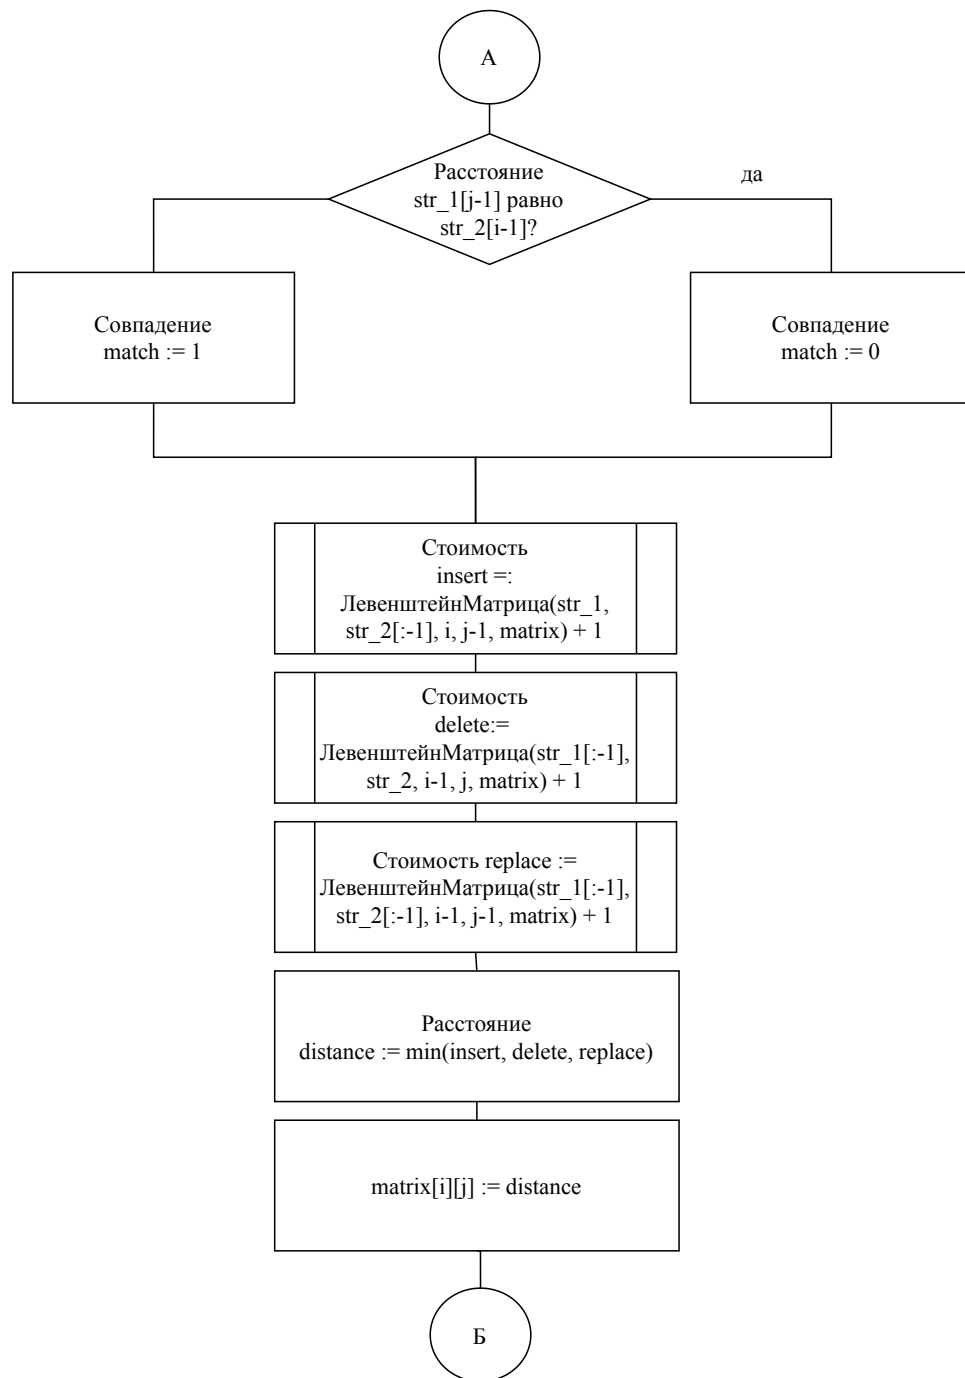 А
Расстояние
str_1[j-1] равно
str_2[i-1]?
да
Совпадение
match := 1
Совпадение
match := 0
Стоимость
insert =:
ЛевенштейнМатрица(str_1,
str_2[:-1], i, j-1, matrix) + 1
Стоимость
delete:=
ЛевенштейнМатрица(str_1[:-1],
str_2, i-1, j, matrix) + 1
Стоимость replace :=
ЛевенштейнМатрица(str_1[:-1],
str_2[:-1], i-1, j-1, matrix) + 1
Расстояние
distance := min(insert, delete, replace)
matrix[i][j] := distance
Б